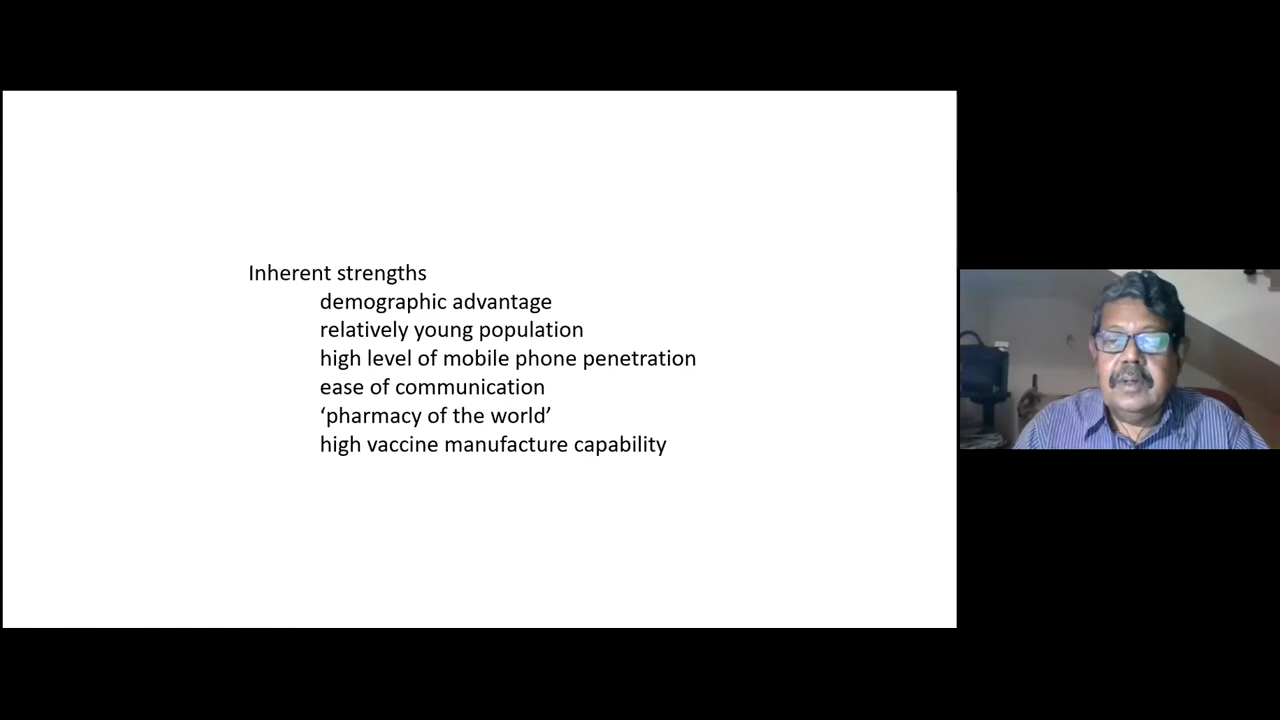 Inherent strengths
demographic advantage
relatively young population
high level of mobile phone penetration
ease of communication
‘pharmacy of the world’
high vaccine manufacture capability